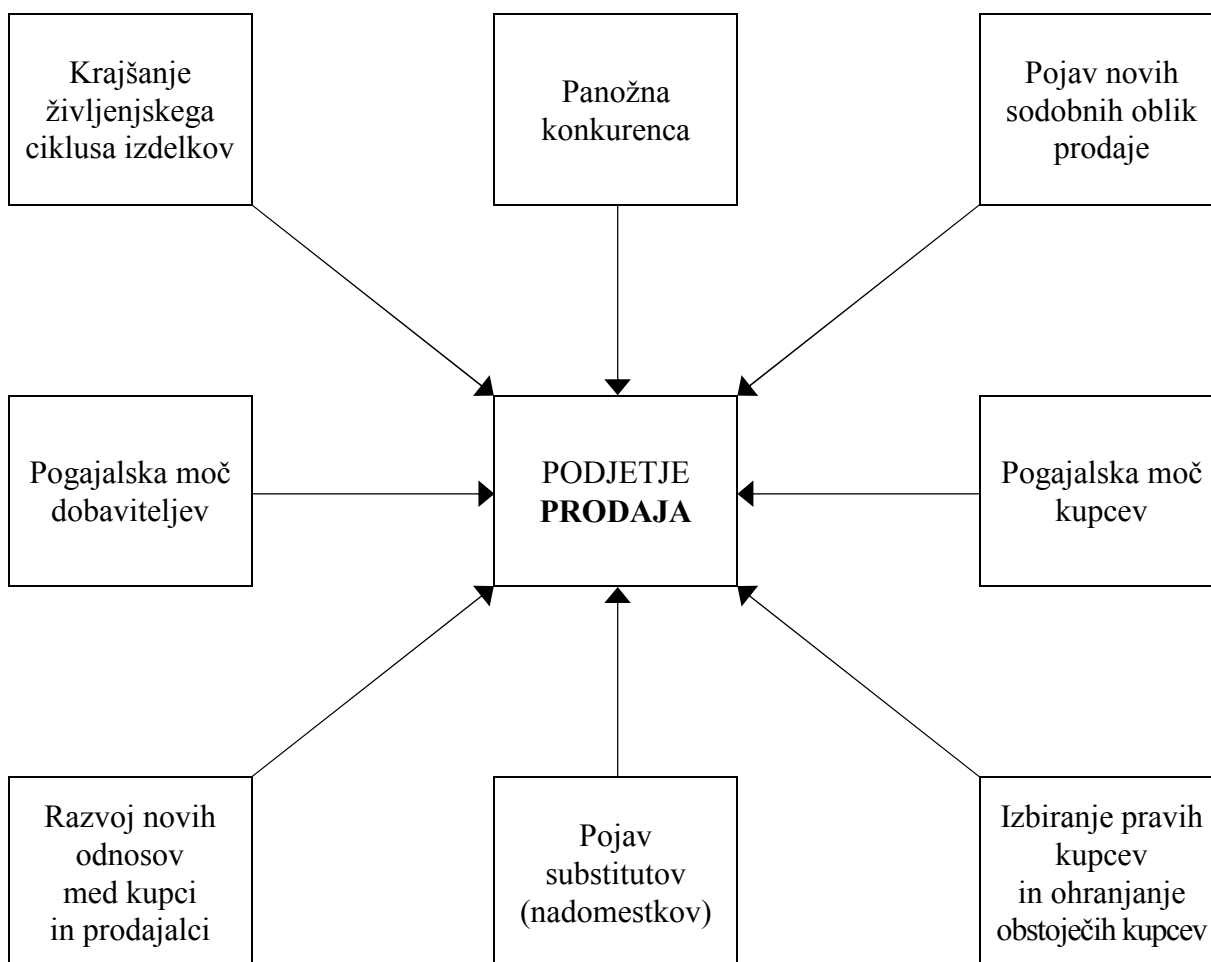 Krajšanje
življenjskega
ciklusa izdelkov
Panožna
konkurenca
Pojav novih
sodobnih oblik
prodaje
Pogajalska moč
dobaviteljev
PODJETJE
PRODAJA
Pogajalska moč
kupcev
Razvoj novih
odnosov
med kupci
in prodajalci
Pojav
substitutov
(nadomestkov)
Izbiranje pravih
kupcev
in ohranjanje
obstoječih kupcev